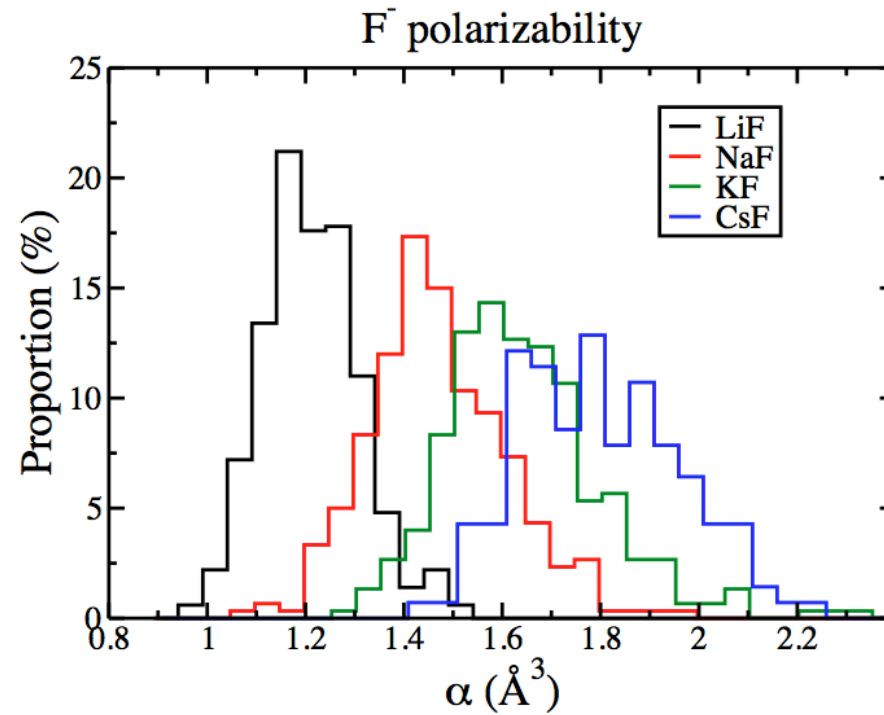 F⁻ polarizability
25
20
15
10
5
0
Proportion (%)
LiF
NaF
KF
CsF
0.8 1 1.2 1.4 1.6 1.8 2 2.2
α (Å³)